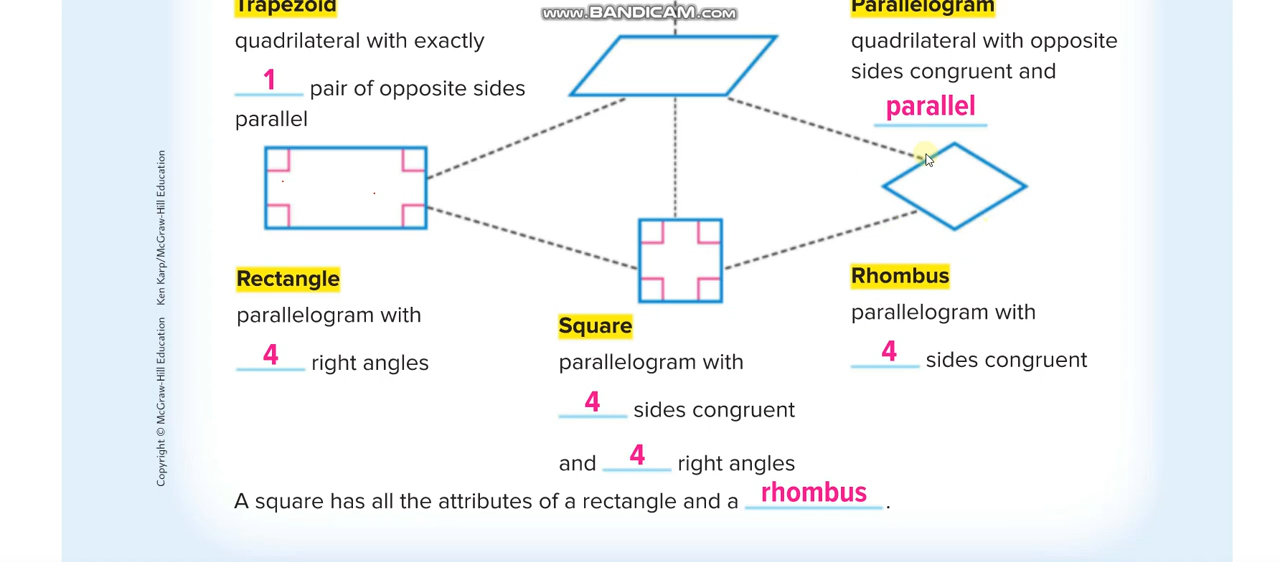 www.BANDICAM.com
Trapezoid
quadrilateral with exactly
1 pair of opposite sides
parallel
Parallelogram
quadrilateral with opposite
sides congruent and
parallel
Rectangle
parallelogram with
4 right angles
Square
parallelogram with
4 sides congruent
and 4 right angles
Rhombus
parallelogram with
4 sides congruent
A square has all the attributes of a rectangle and a rhombus.
Copyright © McGraw-Hill Education Ken Karp/McGraw-Hill Education